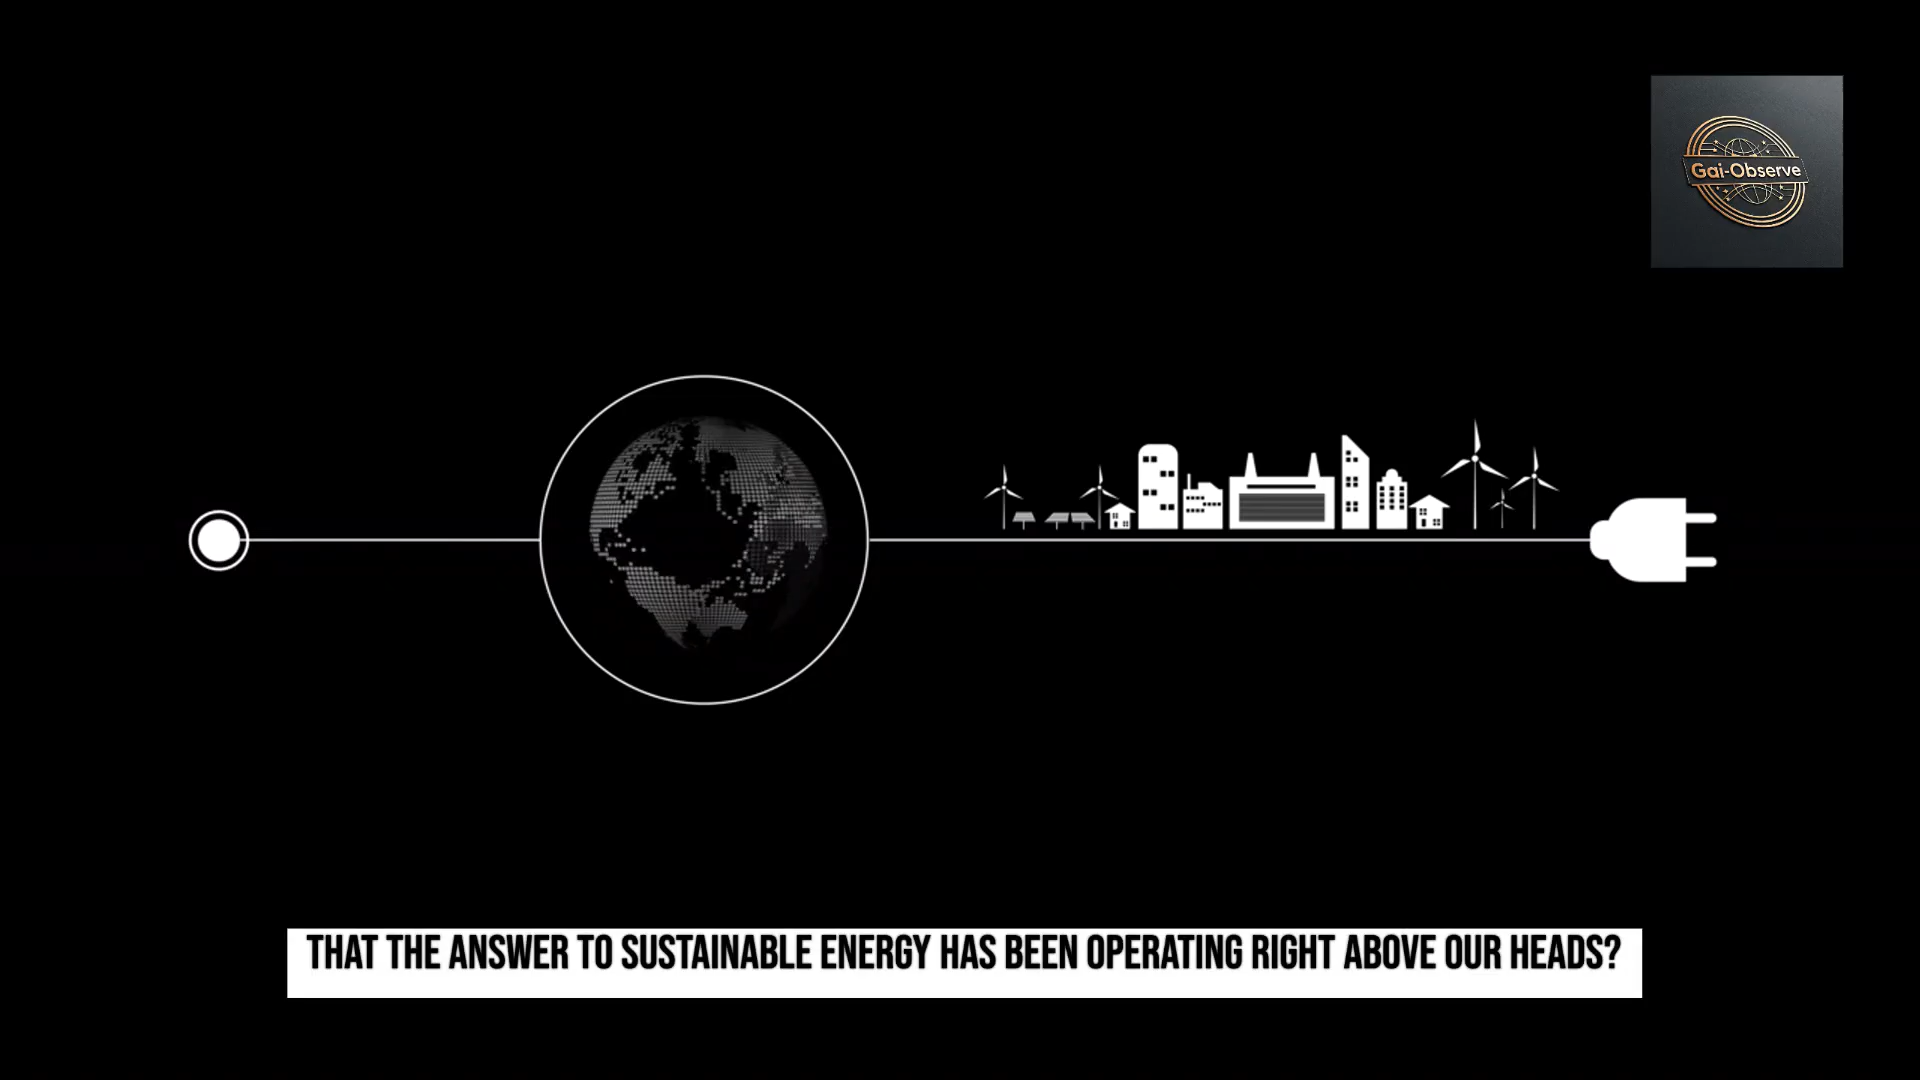 Gai-Observe
THAT THE ANSWER TO SUSTAINABLE ENERGY HAS BEEN OPERATING RIGHT ABOVE OUR HEADS?